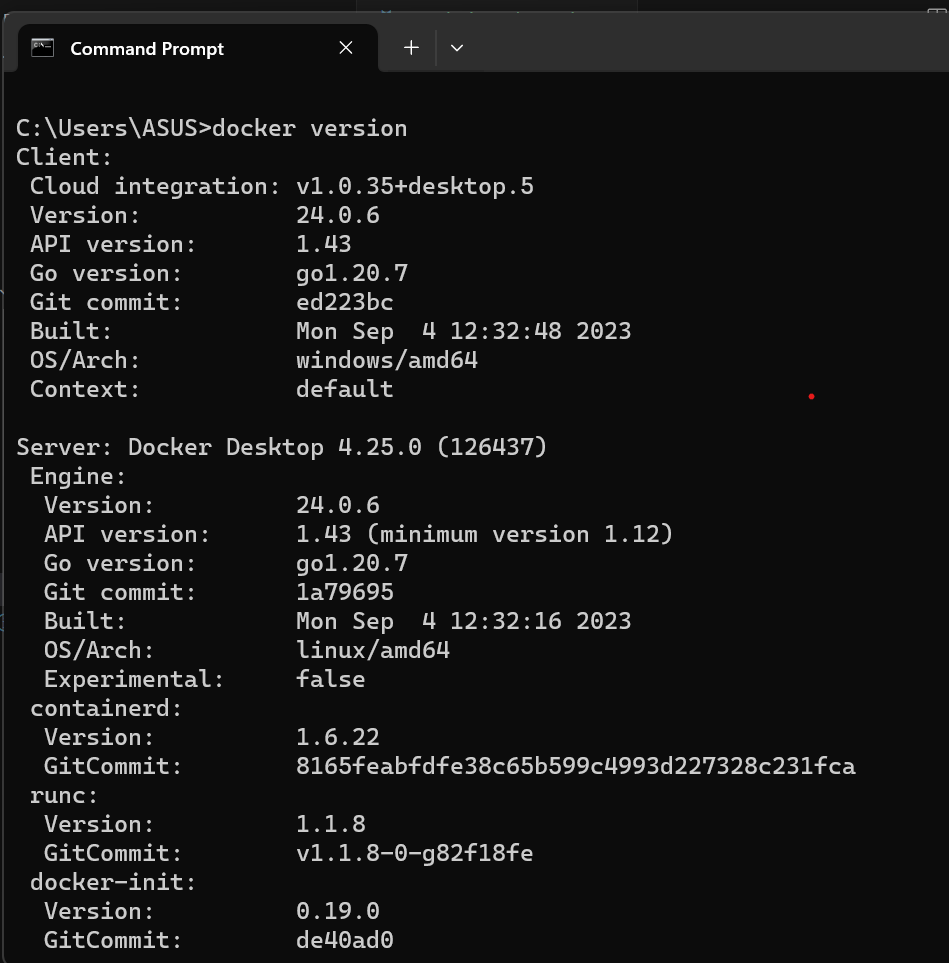 Command Prompt
C:\Users\ASUS>docker version
Client:
 Cloud integration: v1.0.35+desktop.5
 Version:           24.0.6
 API version:       1.43
 Go version:        go1.20.7
 Git commit:        ed223bc
 Built:             Mon Sep  4 12:32:48 2023
 OS/Arch:           windows/amd64
 Context:           default

Server: Docker Desktop 4.25.0 (126437)
 Engine:
  Version:          24.0.6
  API version:      1.43 (minimum version 1.12)
  Go version:       go1.20.7
  Git commit:       1a79695
  Built:            Mon Sep  4 12:32:16 2023
  OS/Arch:          linux/amd64
  Experimental:     false
 containerd:
  Version:          1.6.22
  GitCommit:        8165feabfdfe38c65b599c4993d227328c231fca
 runc:
  Version:          1.1.8
  GitCommit:        v1.1.8-0-g82f18fe
 docker-init:
  Version:          0.19.0
  GitCommit:        de40ad0